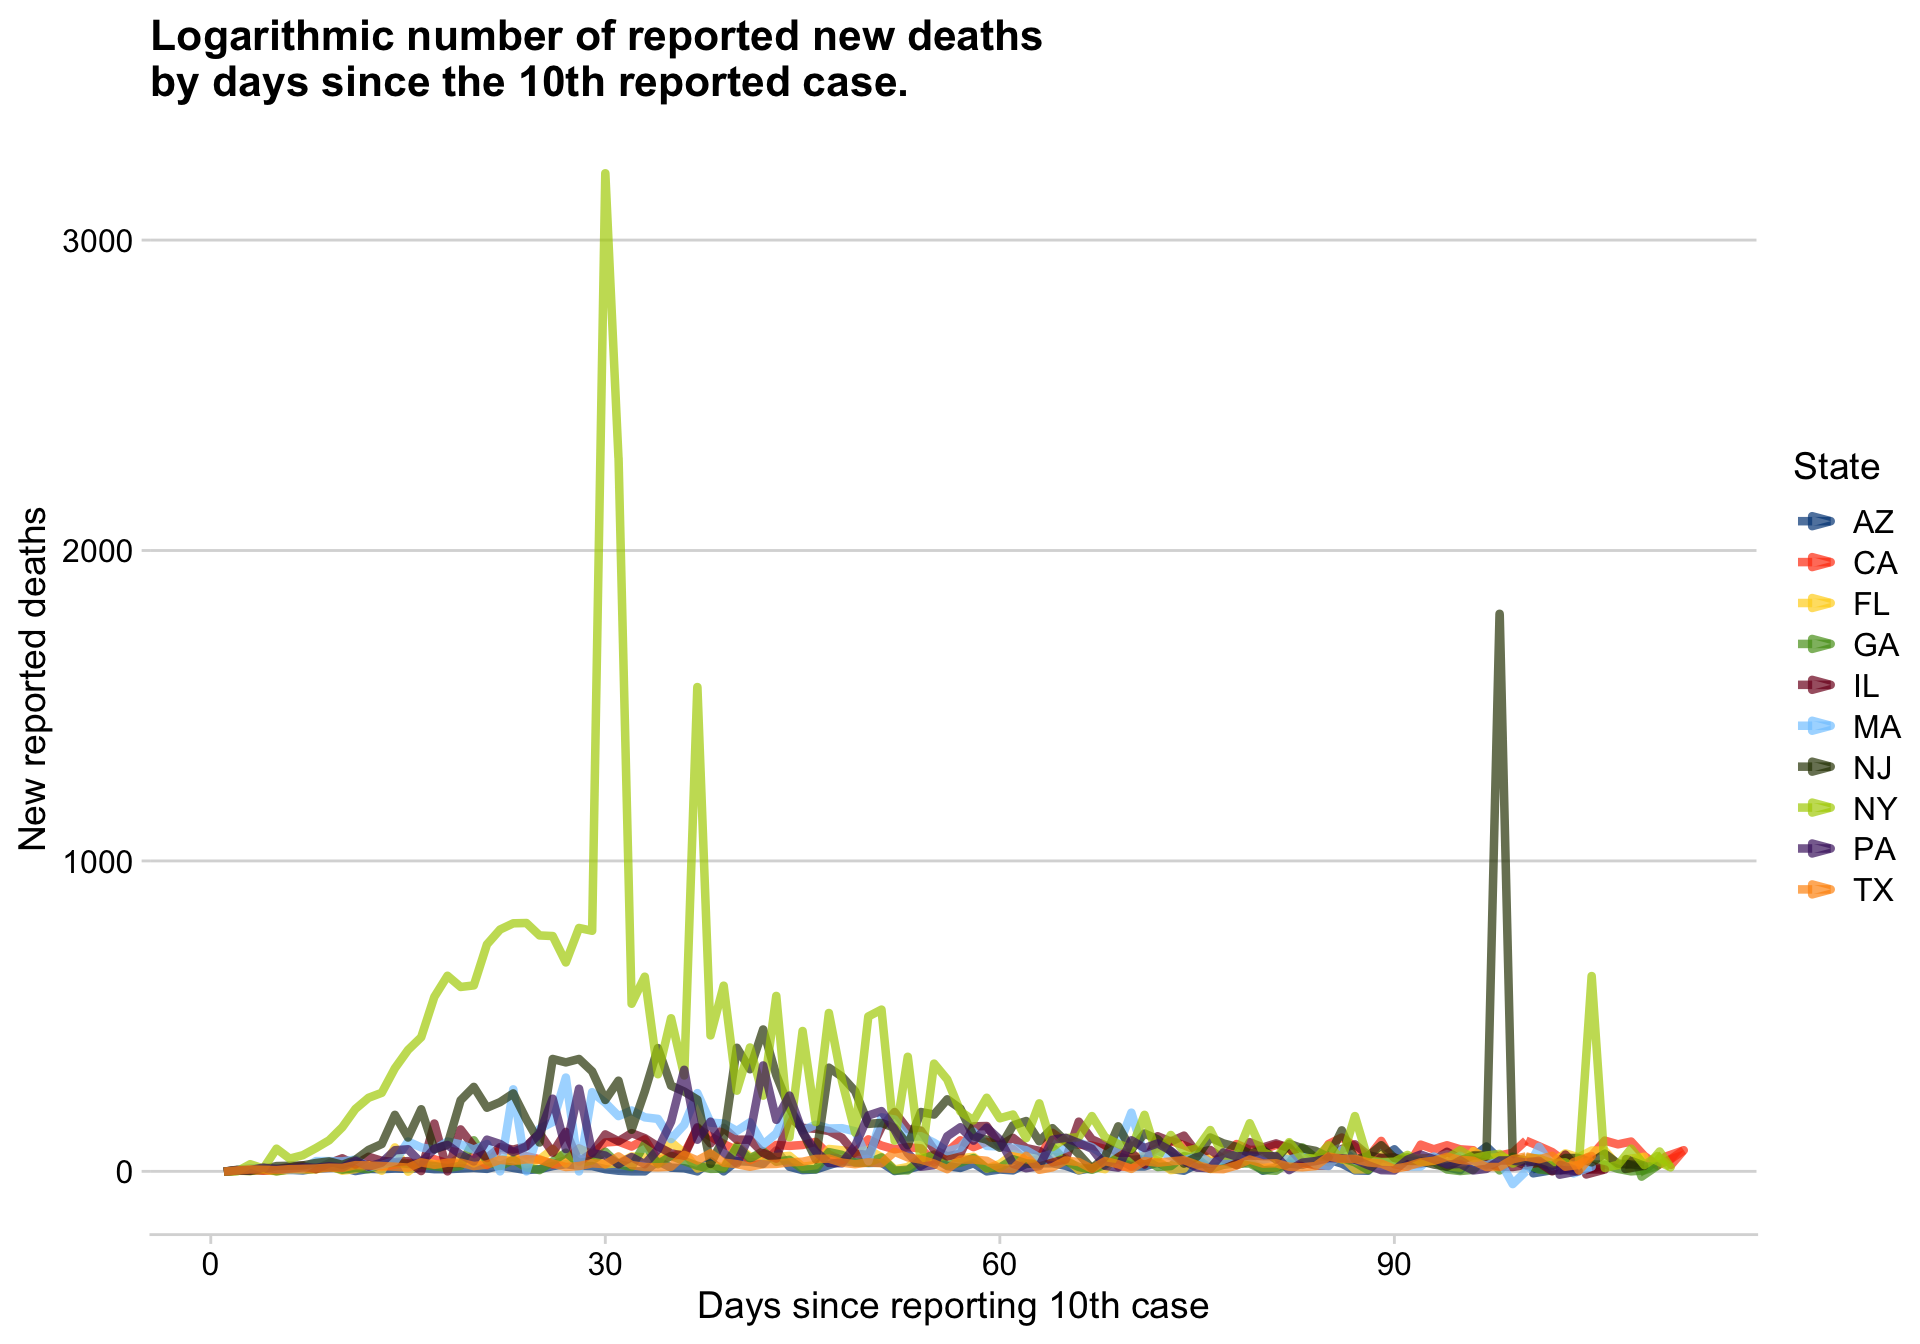 Logarithmic number of reported new deaths
by days since the 10th reported case.
New reported deaths
3000
2000
1000
0
0
30
60
90
Days since reporting 10th case
State
AZ
CA
FL
GA
IL
MA
NJ
NY
PA
TX